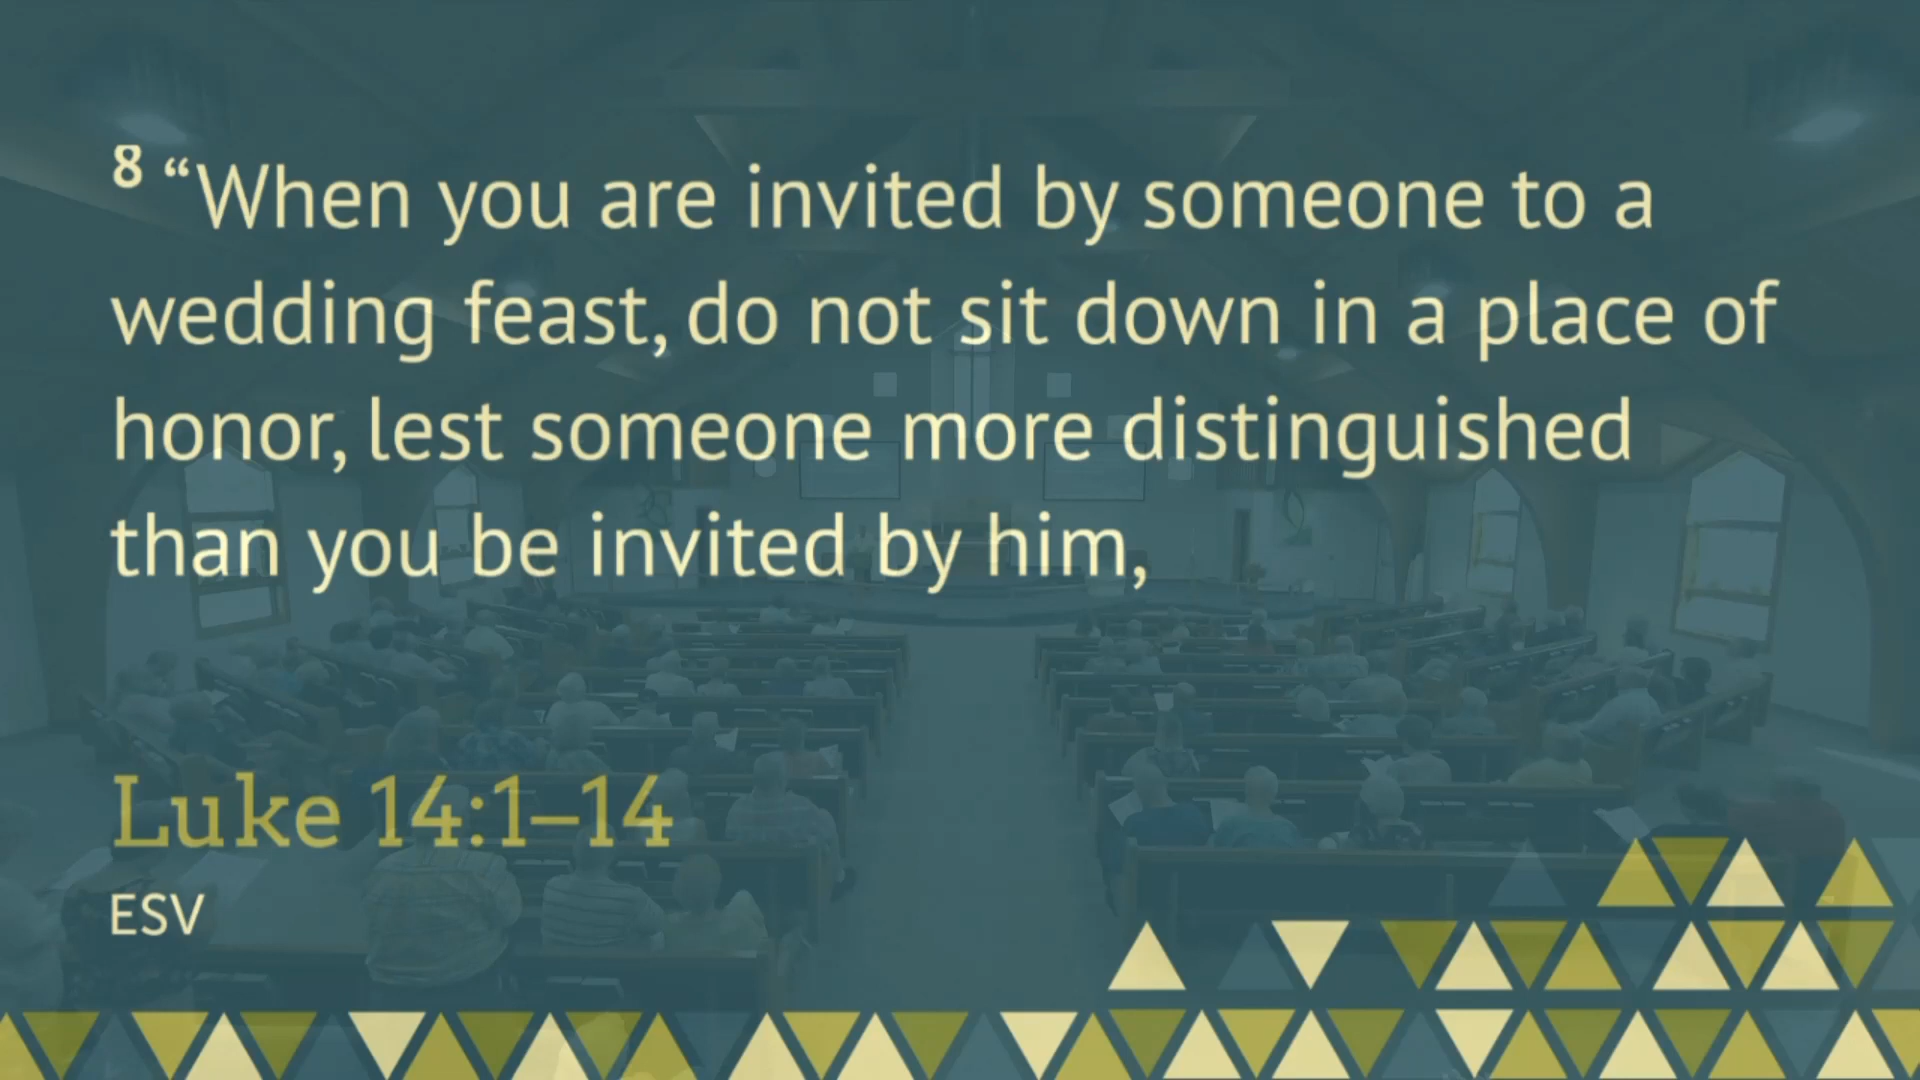 8 “When you are invited by someone to a
wedding feast, do not sit down in a place of
honor, lest someone more distinguished
than you be invited by him,
Luke 14:1–14
ESV